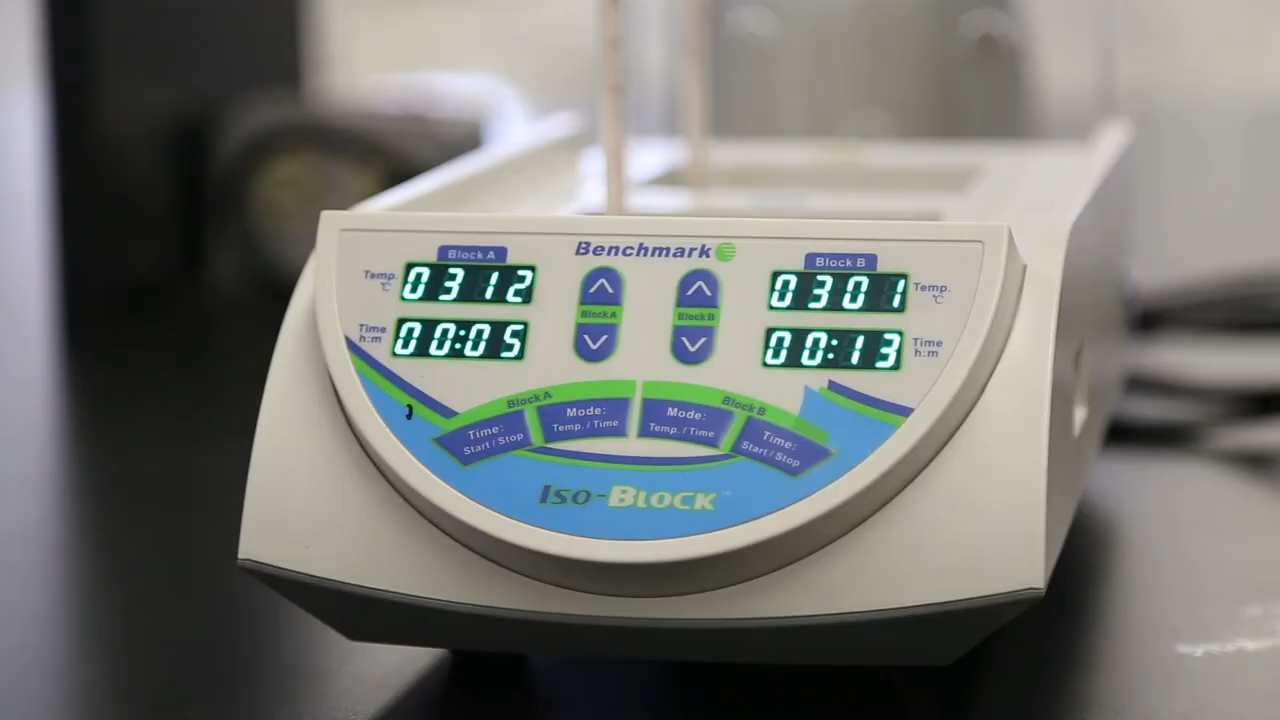 Benchmark
Block A
Temp.
℃
0312
Time
h:m
00:05
Block A
Block B
Block B
0301
Temp.
℃
00:13
Time
h:m
Block A
Time:
Start / Stop
Mode:
Temp. / Time
Block B
Mode:
Temp. / Time
Time:
Start / Stop
Iso-Block™